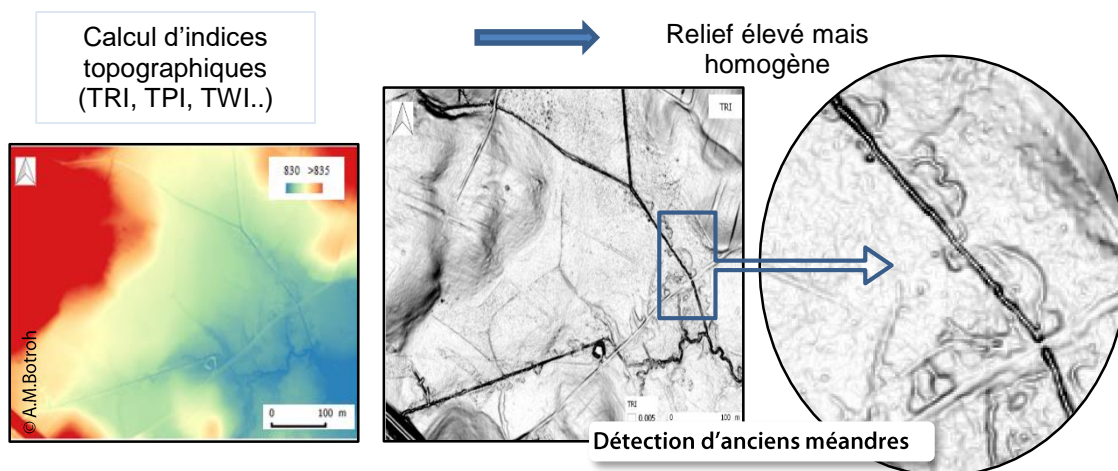 Calcul d’indices
topographiques
(TRI, TPI, TWI..)
Relief élevé mais
homogène
830 >835
100 m
© A.M.Botroh
TRI
TRI
0.005
0 100 m
Détection d’anciens méandres